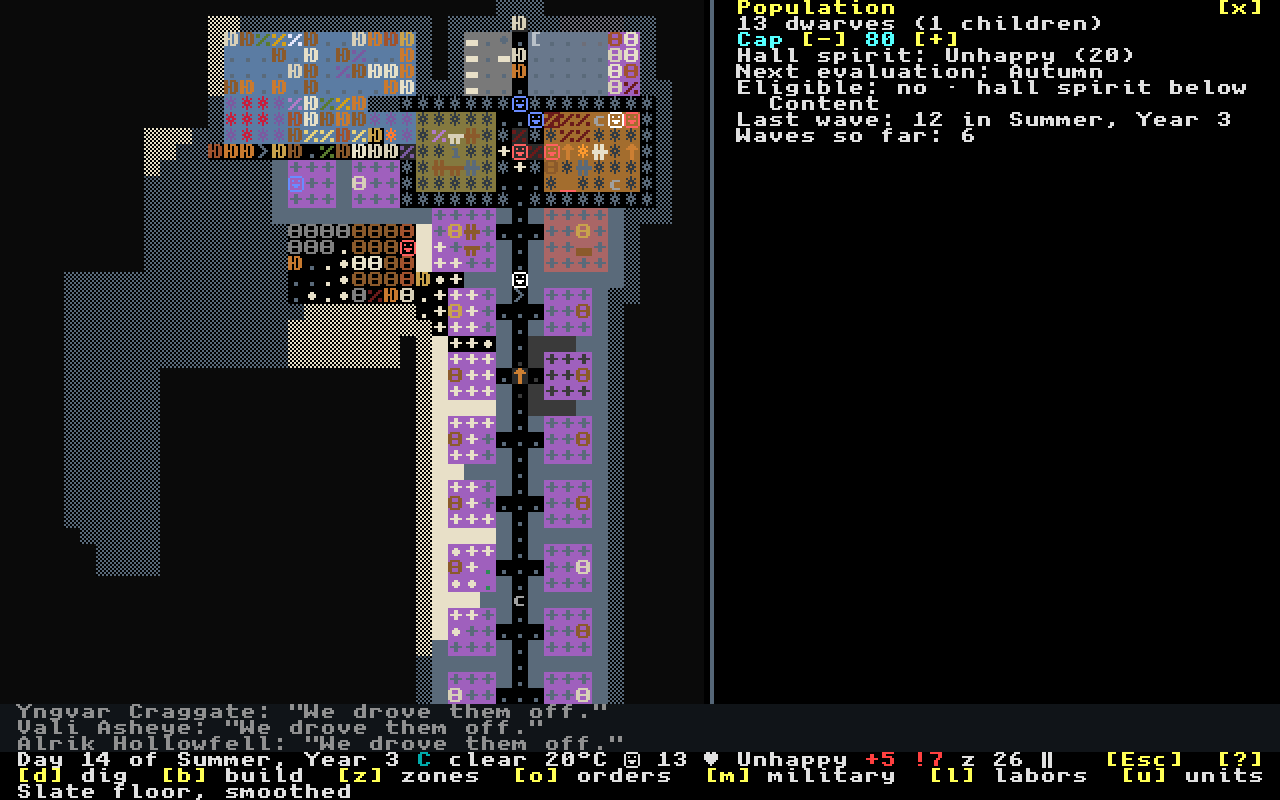 Population [x]
13 dwarves (1 children)
Cap [-] 80 [+]
Hall spirit: Unhappy (20)
Next evaluation: Autumn
Eligible: no · hall spirit below
Content
Last wave: 12 in Summer, Year 3
Waves so far: 6
Yngvar Craggate: "We drove them off."
Vali Asheye: "We drove them off."
Alrik Hollowfell: "We drove them off."
Day 14 of Summer, Year 3 C clear 20°C 13 ♥ Unhappy +5 !7 z 26 ‖ [Esc] [?]
[d] dig [b] build [z] zones [o] orders [m] military [l] labors [u] units
Slate floor, smoothed